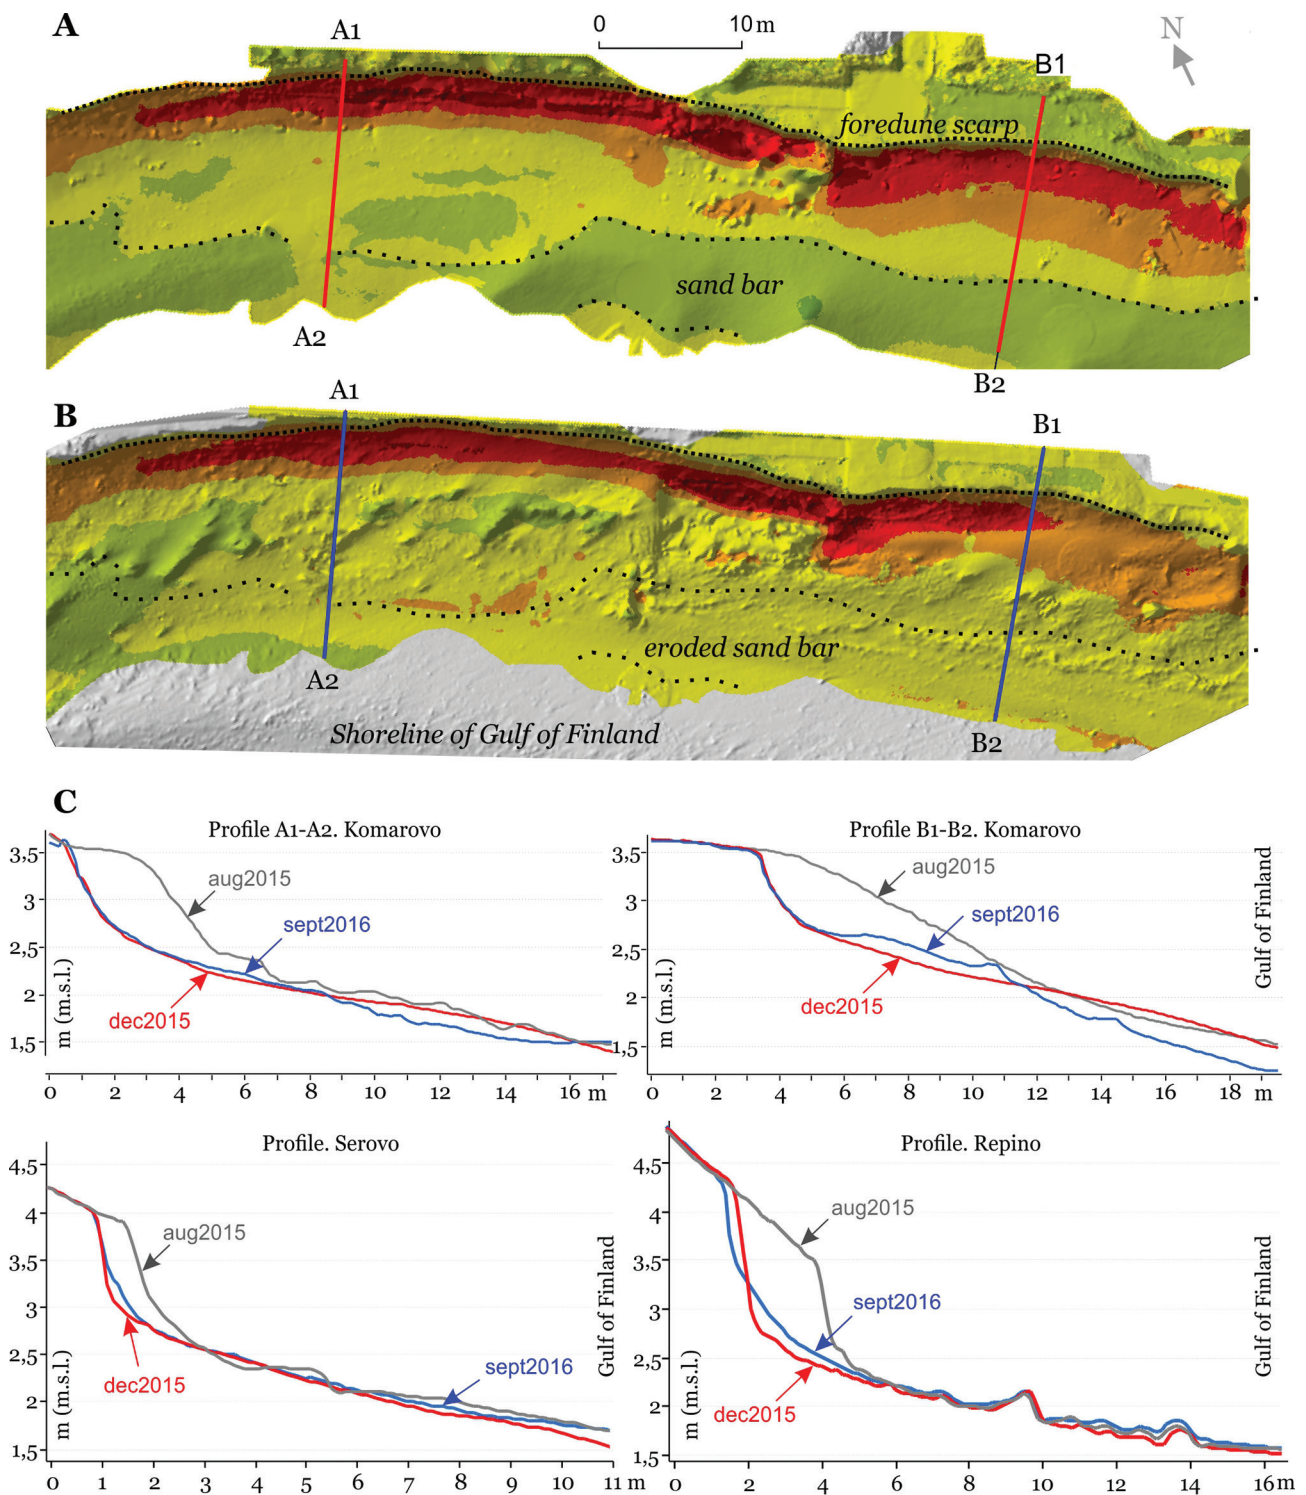 A
A1
0 10 m
N
B1
foredune scarp
sand bar
A2
B2
B
A1
B1
eroded sand bar
A2
Shoreline of Gulf of Finland
B2
C
Profile A1-A2. Komarovo
3,5
3
2,5
2
1,5
m (m.s.l.)
aug2015
sept2016
dec2015
0 2 4 6 8 10 12 14 16 m
Profile B1-B2. Komarovo
3,5
3
2,5
2
1,5
m (m.s.l.)
aug2015
sept2016
dec2015
Gulf of Finland
0 2 4 6 8 10 12 14 16 18 m
Profile. Serovo
4,5
4
3,5
3
2,5
2
1,5
m (m.s.l.)
aug2015
dec2015
sept2016
Gulf of Finland
0 1 2 3 4 5 6 7 8 9 10 11 m
Profile. Repino
4,5
4
3,5
3
2,5
2
1,5
m (m.s.l.)
aug2015
sept2016
dec2015
Gulf of Finland
0 2 4 6 8 10 12 14 16 m